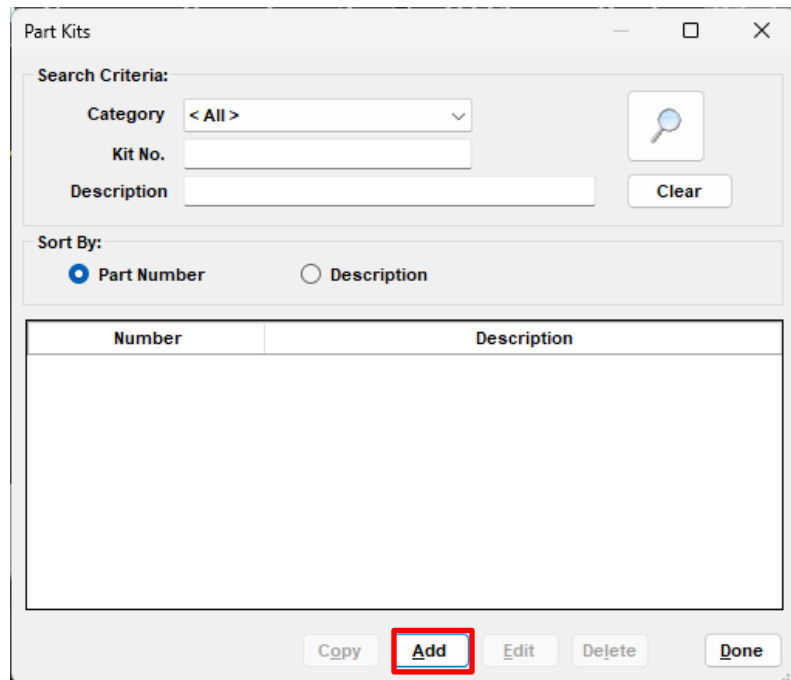 Part Kits
Search Criteria:
Category < All >
Kit No.
Description
Clear
Sort By:
Part Number Description
Number Description
Copy Add Edit Delete Done